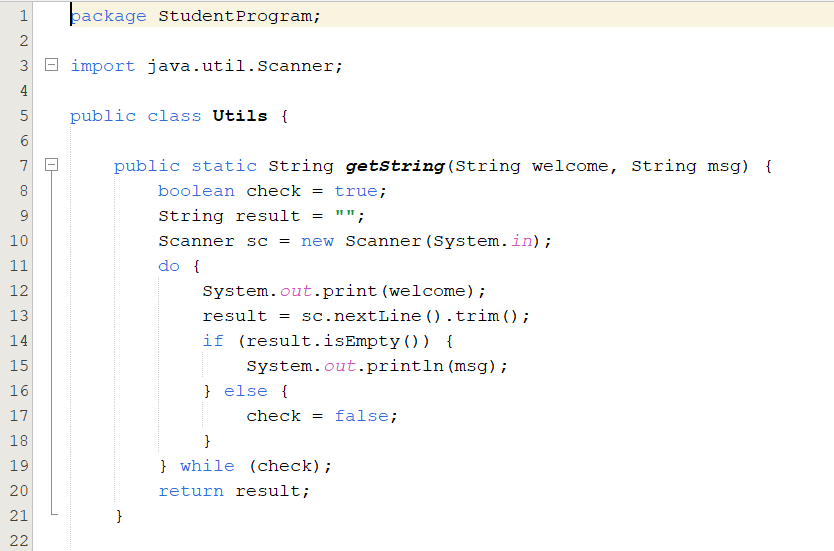 1 package StudentProgram;
2
3 import java.util.Scanner;
4
5 public class Utils {
6
7     public static String getString(String welcome, String msg) {
8         boolean check = true;
9         String result = "";
10         Scanner sc = new Scanner(System.in);
11         do {
12             System.out.print(welcome);
13             result = sc.nextLine().trim();
14             if (result.isEmpty()) {
15                 System.out.println(msg);
16             } else {
17                 check = false;
18             }
19         } while (check);
20         return result;
21     }
22